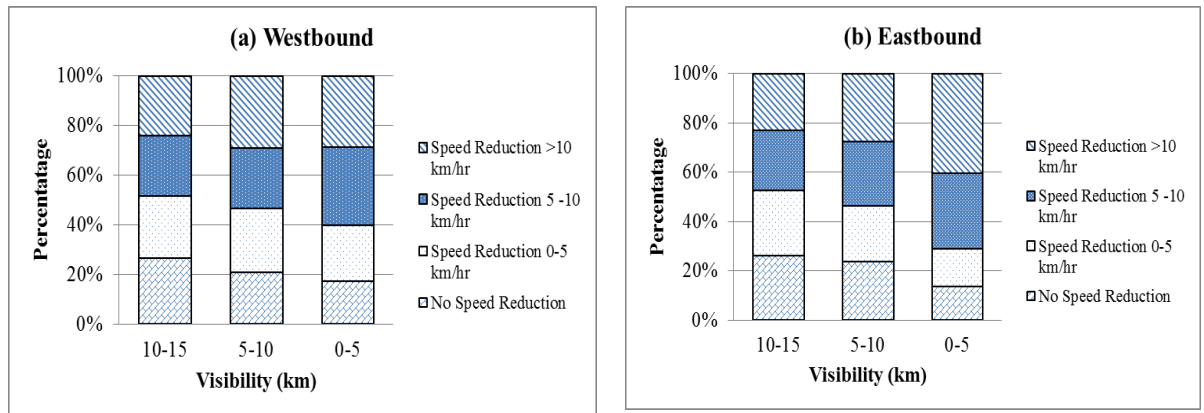 (a) Westbound
100%
80%
60%
40%
20%
0%
Percentatage
10-15
5-10
0-5
Visibility (km)
Speed Reduction >10
km/hr
Speed Reduction 5 -10
km/hr
Speed Reduction 0-5
km/hr
No Speed Reduction
(b) Eastbound
100%
80%
60%
40%
20%
0%
Percentatage
10-15
5-10
0-5
Visibility (km)
Speed Reduction >10
km/hr
Speed Reduction 5 -10
km/hr
Speed Reduction 0-5
km/hr
No Speed Reduction